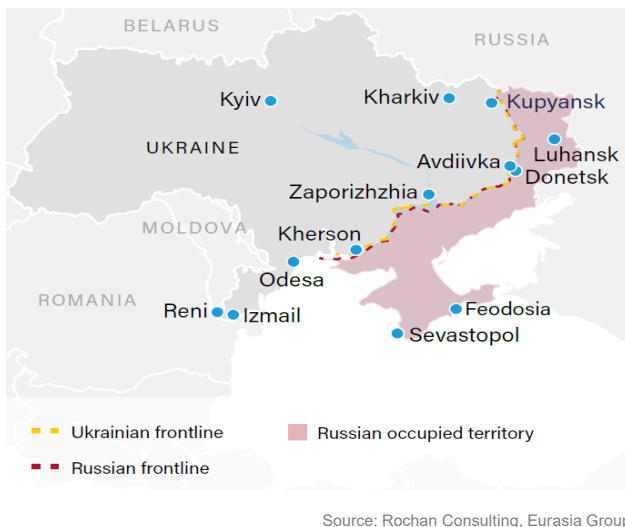 BELARUS
RUSSIA
Kyiv
Kharkiv
Kupyansk
UKRAINE
Avdiivka
Luhansk
Donetsk
Zaporizhzhia
MOLDOVA
Kherson
Odesa
ROMANIA
Reni
Izmail
Feodosia
Sevastopol
Ukrainian frontline
Russian occupied territory
Russian frontline
Source: Rochan Consulting, Eurasia Group